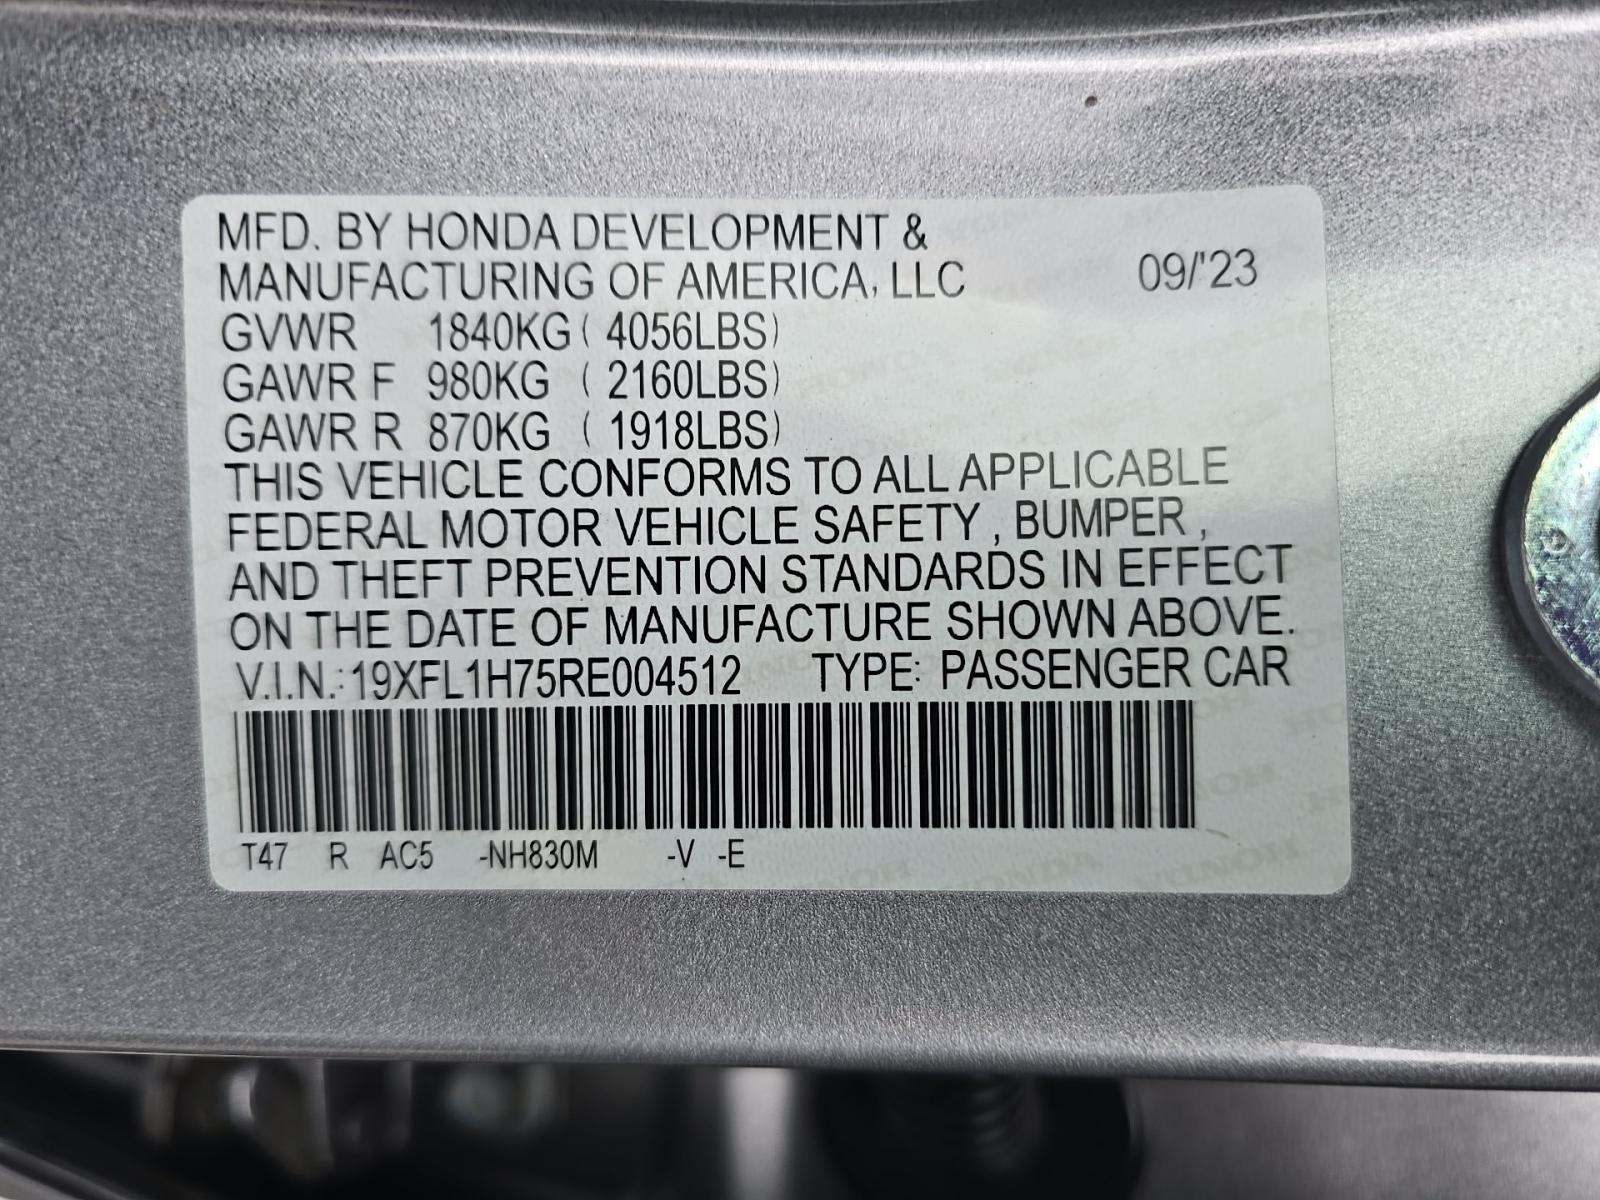 MFD. BY HONDA DEVELOPMENT &
MANUFACTURING OF AMERICA, LLC 09/'23
GVWR 1840KG ( 4056LBS)
GAWR F 980KG ( 2160LBS)
GAWR R 870KG ( 1918LBS)
THIS VEHICLE CONFORMS TO ALL APPLICABLE
FEDERAL MOTOR VEHICLE SAFETY , BUMPER ,
AND THEFT PREVENTION STANDARDS IN EFFECT
ON THE DATE OF MANUFACTURE SHOWN ABOVE.
V.I.N.:19XFL1H75RE004512 TYPE: PASSENGER CAR
T47 R AC5 -NH830M -V -E